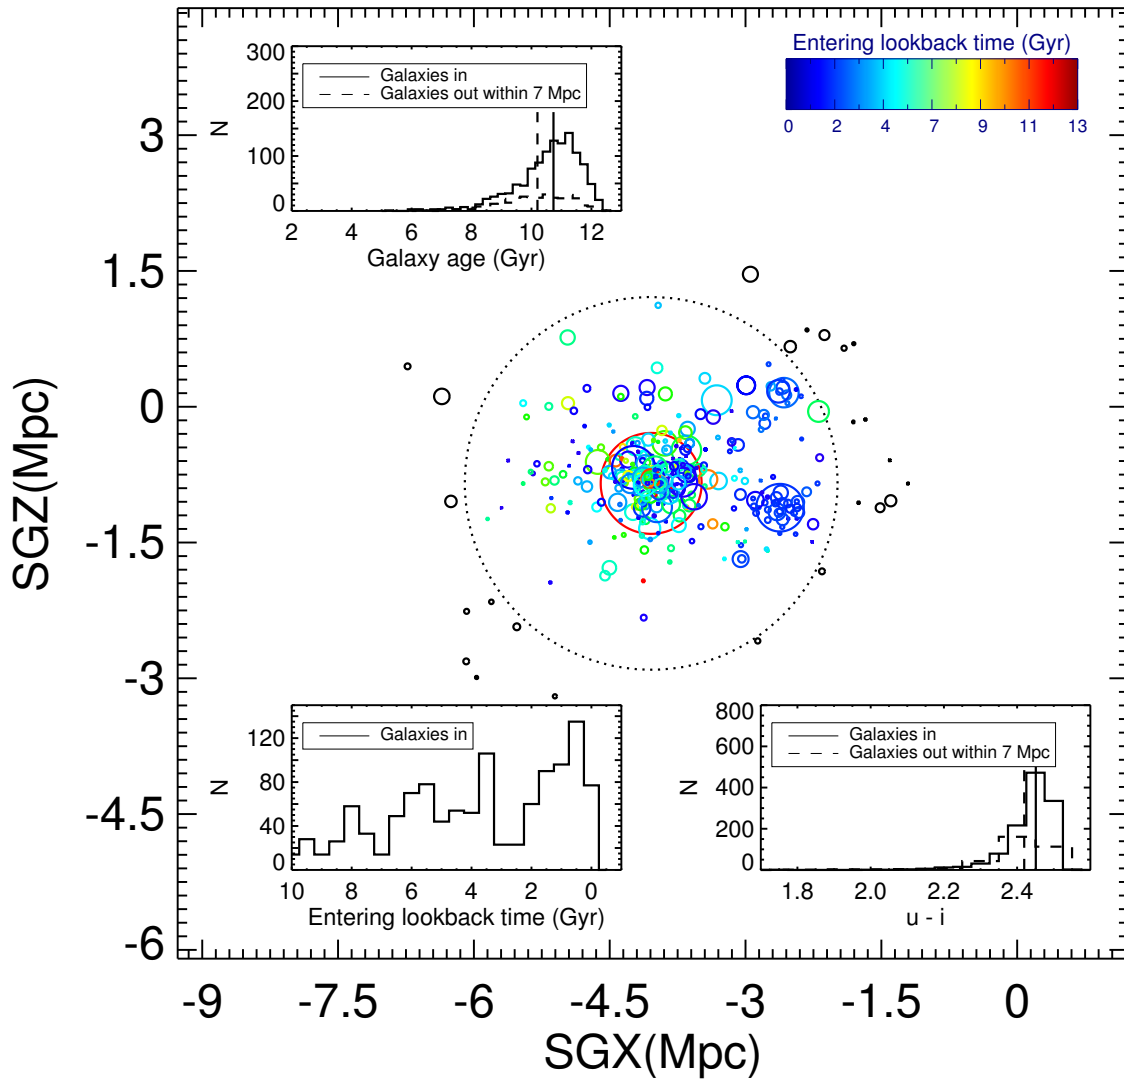 Entering lookback time (Gyr)
0 2 4 7 9 11 13
300
200
100
0
N
Galaxies in
Galaxies out within 7 Mpc
2 4 6 8 10 12
Galaxy age (Gyr)
3
1.5
0
-1.5
-3
-4.5
-6
SGZ(Mpc)
120
80
40
0
N
Galaxies in
10 8 6 4 2 0
Entering lookback time (Gyr)
800
600
400
200
0
N
Galaxies in
Galaxies out within 7 Mpc
1.8 2.0 2.2 2.4
u - i
-9 -7.5 -6 -4.5 -3 -1.5 0
SGX(Mpc)